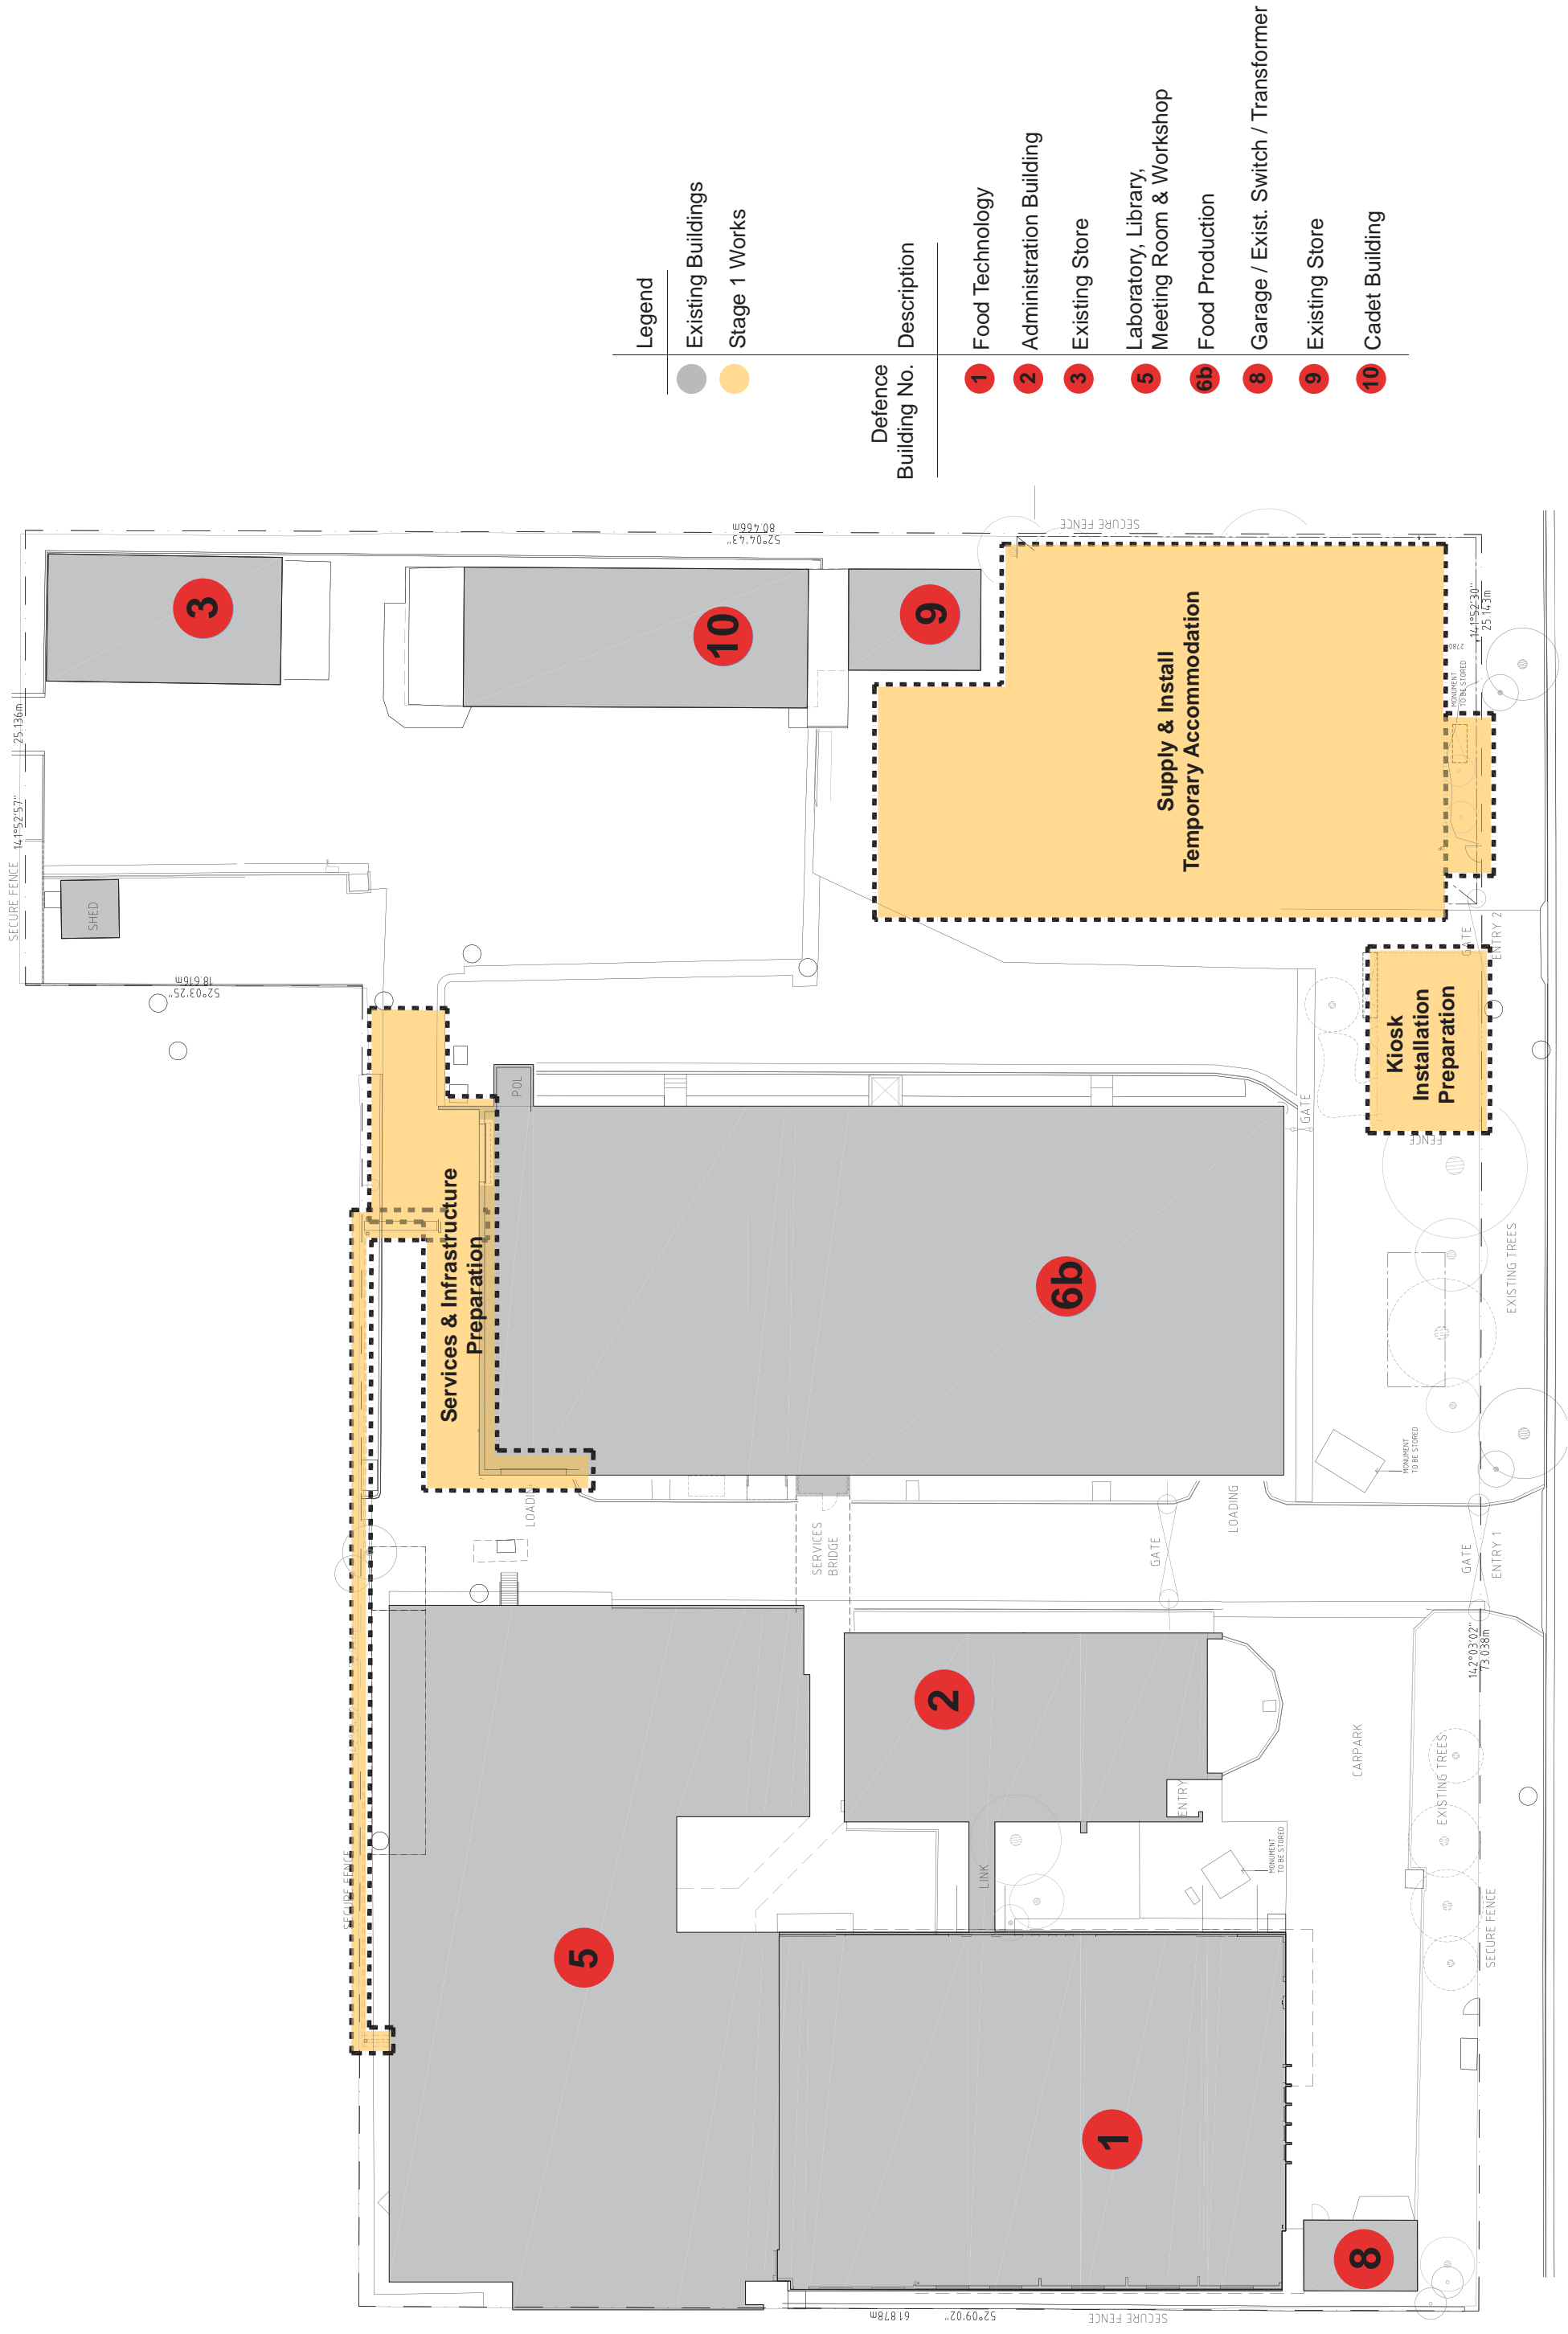 SECURE FENCE
141°52'57"
25.136m
3
SHED
52°03'25"
18.616m
52°04'43"
80.466m
10
9
SECURE FENCE
Supply & Install
Temporary Accommodation
141°52'30"
25.143m
2780
MONUMENT
TO BE STORED
GATE
ENTRY 2
Kiosk
Installation
Preparation
FENCE
GATE
POL
Services & Infrastructure
Preparation
6b
EXISTING TREES
MONUMENT
TO BE STORED
LOADING
SERVICES
BRIDGE
GATE
LOADING
GATE
ENTRY 1
142°03'02"
73.038m
SECURE FENCE
5
2
ENTRY
CARPARK
EXISTING TREES
LINK
MONUMENT
TO BE STORED
SECURE FENCE
1
8
52°09'02"
61.878m
SECURE FENCE
Legend
Existing Buildings
Stage 1 Works
Defence
Building No. Description
1 Food Technology
2 Administration Building
3 Existing Store
5 Laboratory, Library,
Meeting Room & Workshop
6b Food Production
8 Garage / Exist. Switch / Transformer
9 Existing Store
10 Cadet Building